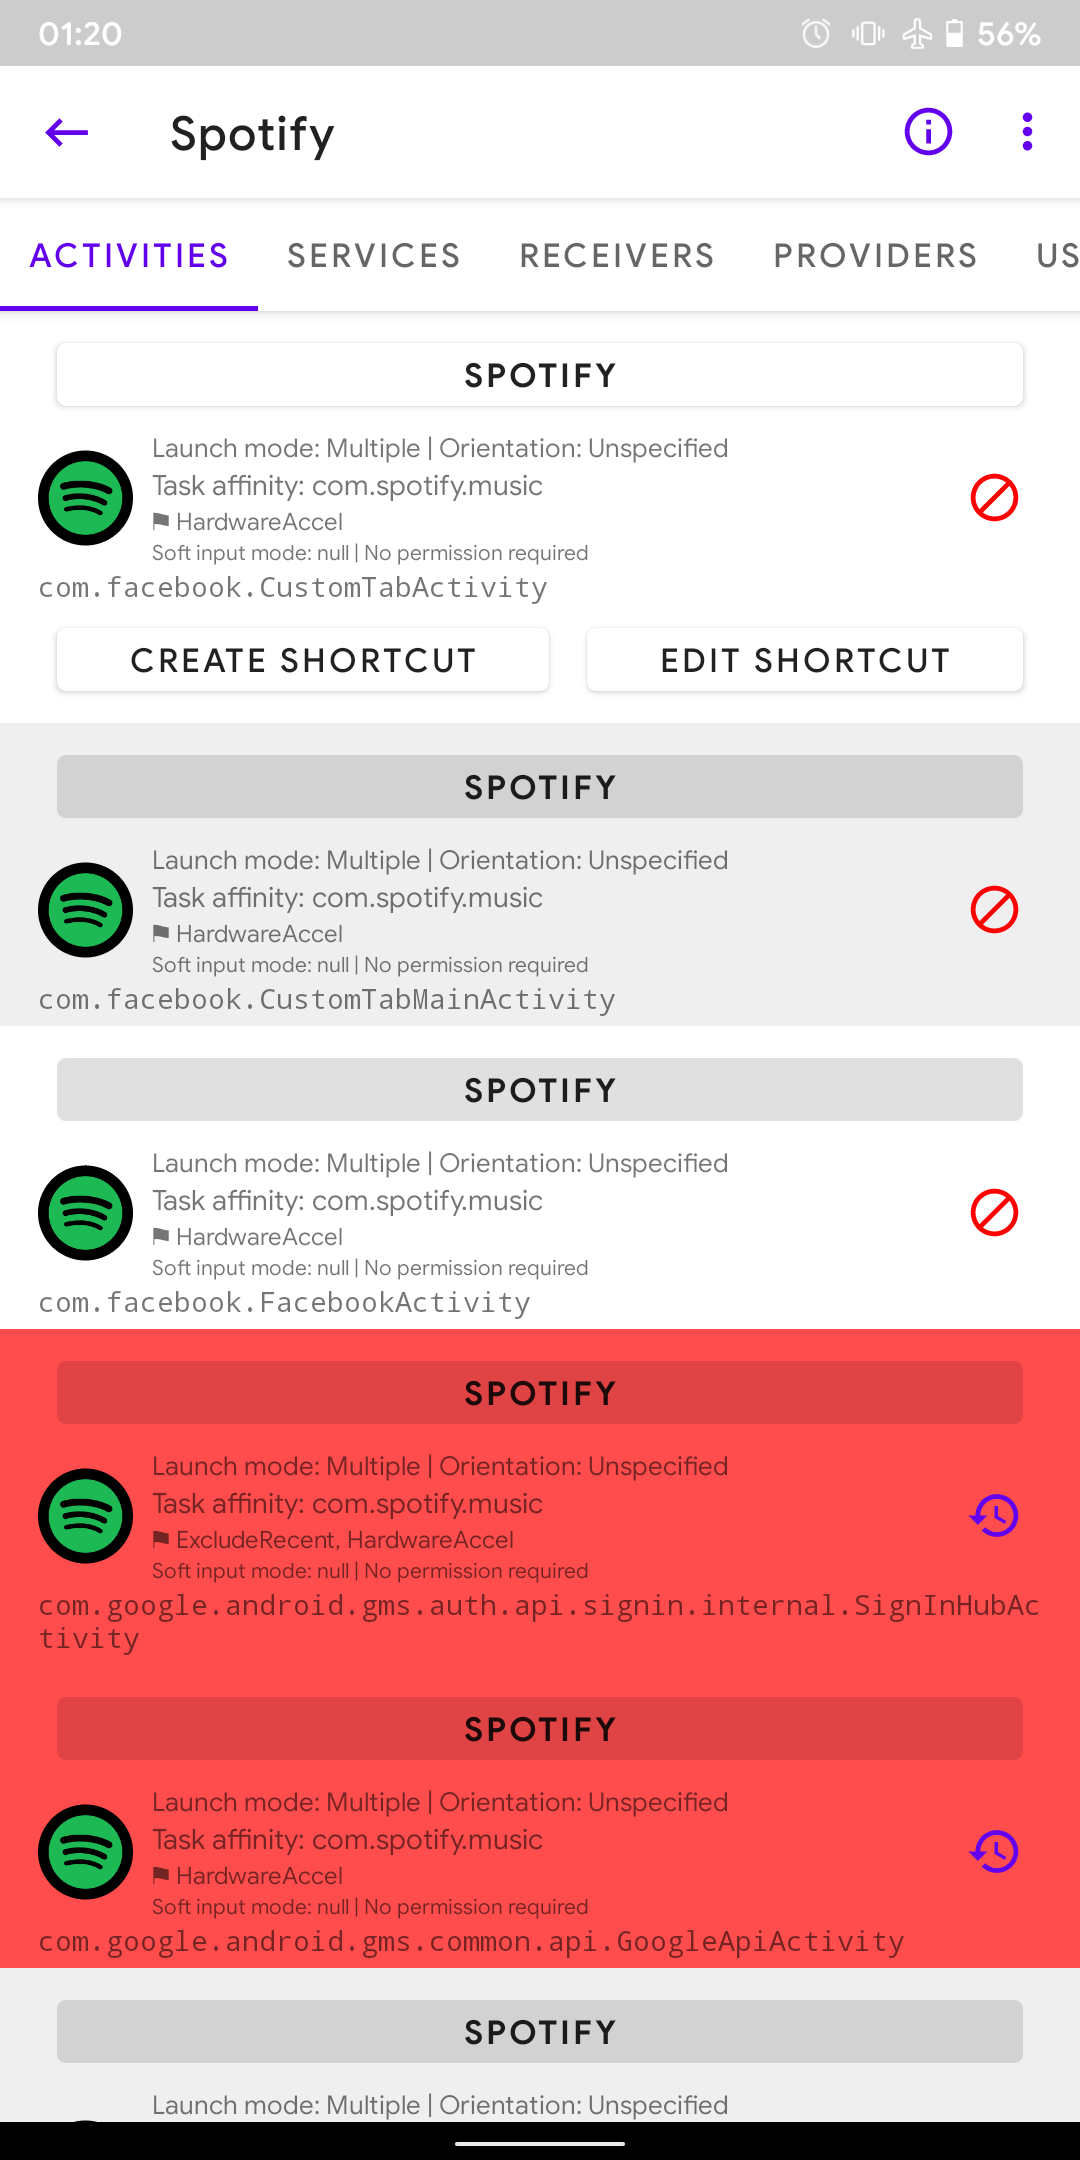 01:20
56%
Spotify
ACTIVITIES SERVICES RECEIVERS PROVIDERS US
SPOTIFY
Launch mode: Multiple | Orientation: Unspecified
Task affinity: com.spotify.music
HardwareAccel
Soft input mode: null | No permission required
com.facebook.CustomTabActivity
CREATE SHORTCUT EDIT SHORTCUT
SPOTIFY
Launch mode: Multiple | Orientation: Unspecified
Task affinity: com.spotify.music
HardwareAccel
Soft input mode: null | No permission required
com.facebook.CustomTabMainActivity
SPOTIFY
Launch mode: Multiple | Orientation: Unspecified
Task affinity: com.spotify.music
HardwareAccel
Soft input mode: null | No permission required
com.facebook.FacebookActivity
SPOTIFY
Launch mode: Multiple | Orientation: Unspecified
Task affinity: com.spotify.music
ExcludeRecent, HardwareAccel
Soft input mode: null | No permission required
com.google.android.gms.auth.api.signin.internal.SignInHubAc
tivity
SPOTIFY
Launch mode: Multiple | Orientation: Unspecified
Task affinity: com.spotify.music
HardwareAccel
Soft input mode: null | No permission required
com.google.android.gms.common.api.GoogleApiActivity
SPOTIFY
Launch mode: Multiple | Orientation: Unspecified